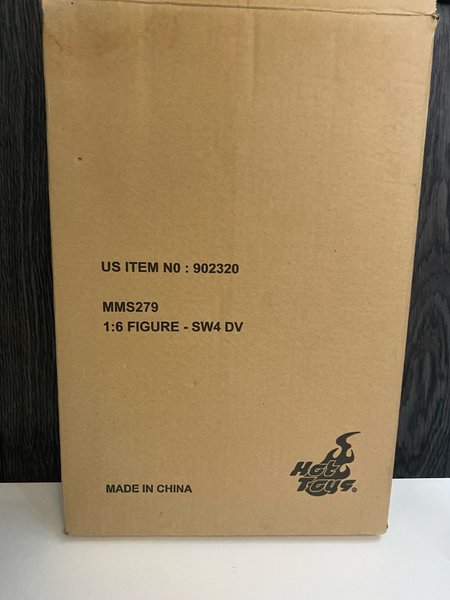 US ITEM N0 : 902320
MMS279
1:6 FIGURE - SW4 DV
Hot
Toys®
MADE IN CHINA